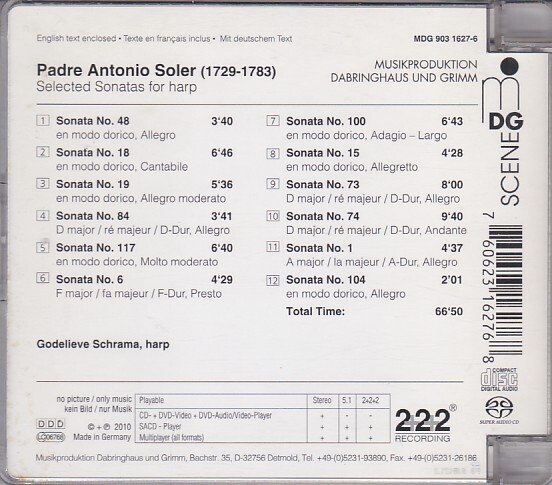 English text enclosed • Texte en français inclus • Mit deutschem Text
MDG 903 1627-6
Padre Antonio Soler (1729-1783)
Selected Sonatas for harp
MUSIKPRODUKTION
DABRINGHAUS UND GRIMM
MDG
SCENE
1 Sonata No. 48 3‘40
en modo dorico, Allegro
2 Sonata No. 18 6‘46
en modo dorico, Cantabile
3 Sonata No. 19 5‘36
en modo dorico, Allegro moderato
4 Sonata No. 84 3‘41
D major / ré majeur / D-Dur, Allegro
5 Sonata No. 117 6‘40
en modo dorico, Molto moderato
6 Sonata No. 6 4‘29
F major / fa majeur / F-Dur, Presto
7 Sonata No. 100 6‘43
en modo dorico, Adagio – Largo
8 Sonata No. 15 4‘28
en modo dorico, Allegretto
9 Sonata No. 73 8‘00
D major / ré majeur / D-Dur, Allegro
10 Sonata No. 74 9‘40
D major / ré majeur / D-Dur, Andante
11 Sonata No. 1 4‘37
A major / la majeur / A-Dur, Allegro
12 Sonata No. 104 2‘01
en modo dorico, Allegro
Total Time: 66‘50
7 60623 16276 8
Godelieve Schrama, harp
COMPACT
disc
DIGITAL AUDIO
SACD
SUPER AUDIO CD
no picture / only music
kein Bild / nur Musik
DDD
LC06768
© + ℗ 2010
Made in Germany
Playable Stereo 5.1 2+2+2
CD- + DVD-Video + DVD-Audio/Video-Player + - -
SACD - Player + + +
Multiplayer (all formats) + + +
2+2+2®
RECORDING
Musikproduktion Dabringhaus und Grimm, Bachstr. 35, D-32756 Detmold, Tel. +49-(0)5231-93890, Fax. +49-(0)5231-26186